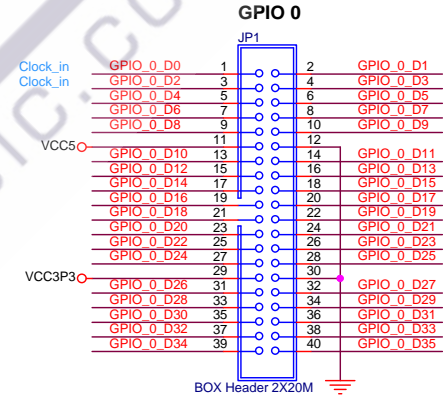 GPIO 0
JP1
Clock_in GPIO_0_D0 1 2 GPIO_0_D1
Clock_in GPIO_0_D2 3 4 GPIO_0_D3
GPIO_0_D4 5 6 GPIO_0_D5
GPIO_0_D6 7 8 GPIO_0_D7
GPIO_0_D8 9 10 GPIO_0_D9
VCC5 11 12
GPIO_0_D10 13 14 GPIO_0_D11
GPIO_0_D12 15 16 GPIO_0_D13
GPIO_0_D14 17 18 GPIO_0_D15
GPIO_0_D16 19 20 GPIO_0_D17
GPIO_0_D18 21 22 GPIO_0_D19
GPIO_0_D20 23 24 GPIO_0_D21
GPIO_0_D22 25 26 GPIO_0_D23
GPIO_0_D24 27 28 GPIO_0_D25
VCC3P3 29 30
GPIO_0_D26 31 32 GPIO_0_D27
GPIO_0_D28 33 34 GPIO_0_D29
GPIO_0_D30 35 36 GPIO_0_D31
GPIO_0_D32 37 38 GPIO_0_D33
GPIO_0_D34 39 40 GPIO_0_D35
BOX Header 2X20M